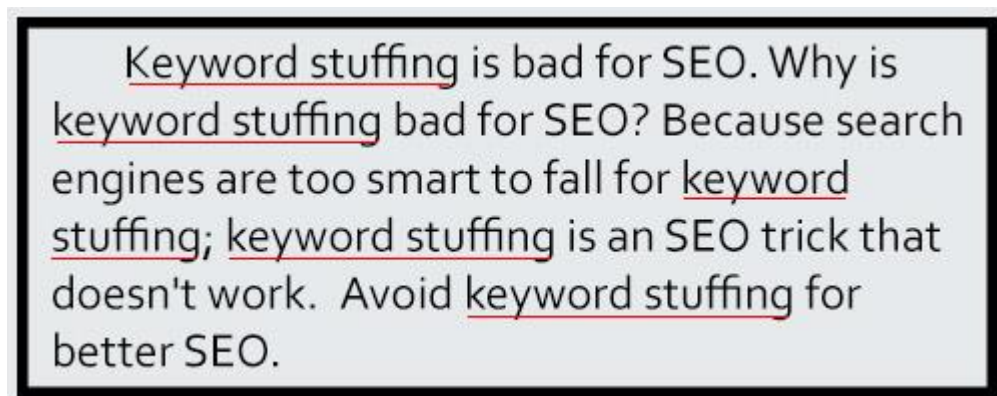 Keyword stuffing is bad for SEO. Why is
keyword stuffing bad for SEO? Because search
engines are too smart to fall for keyword
stuffing; keyword stuffing is an SEO trick that
doesn't work.  Avoid keyword stuffing for
better SEO.